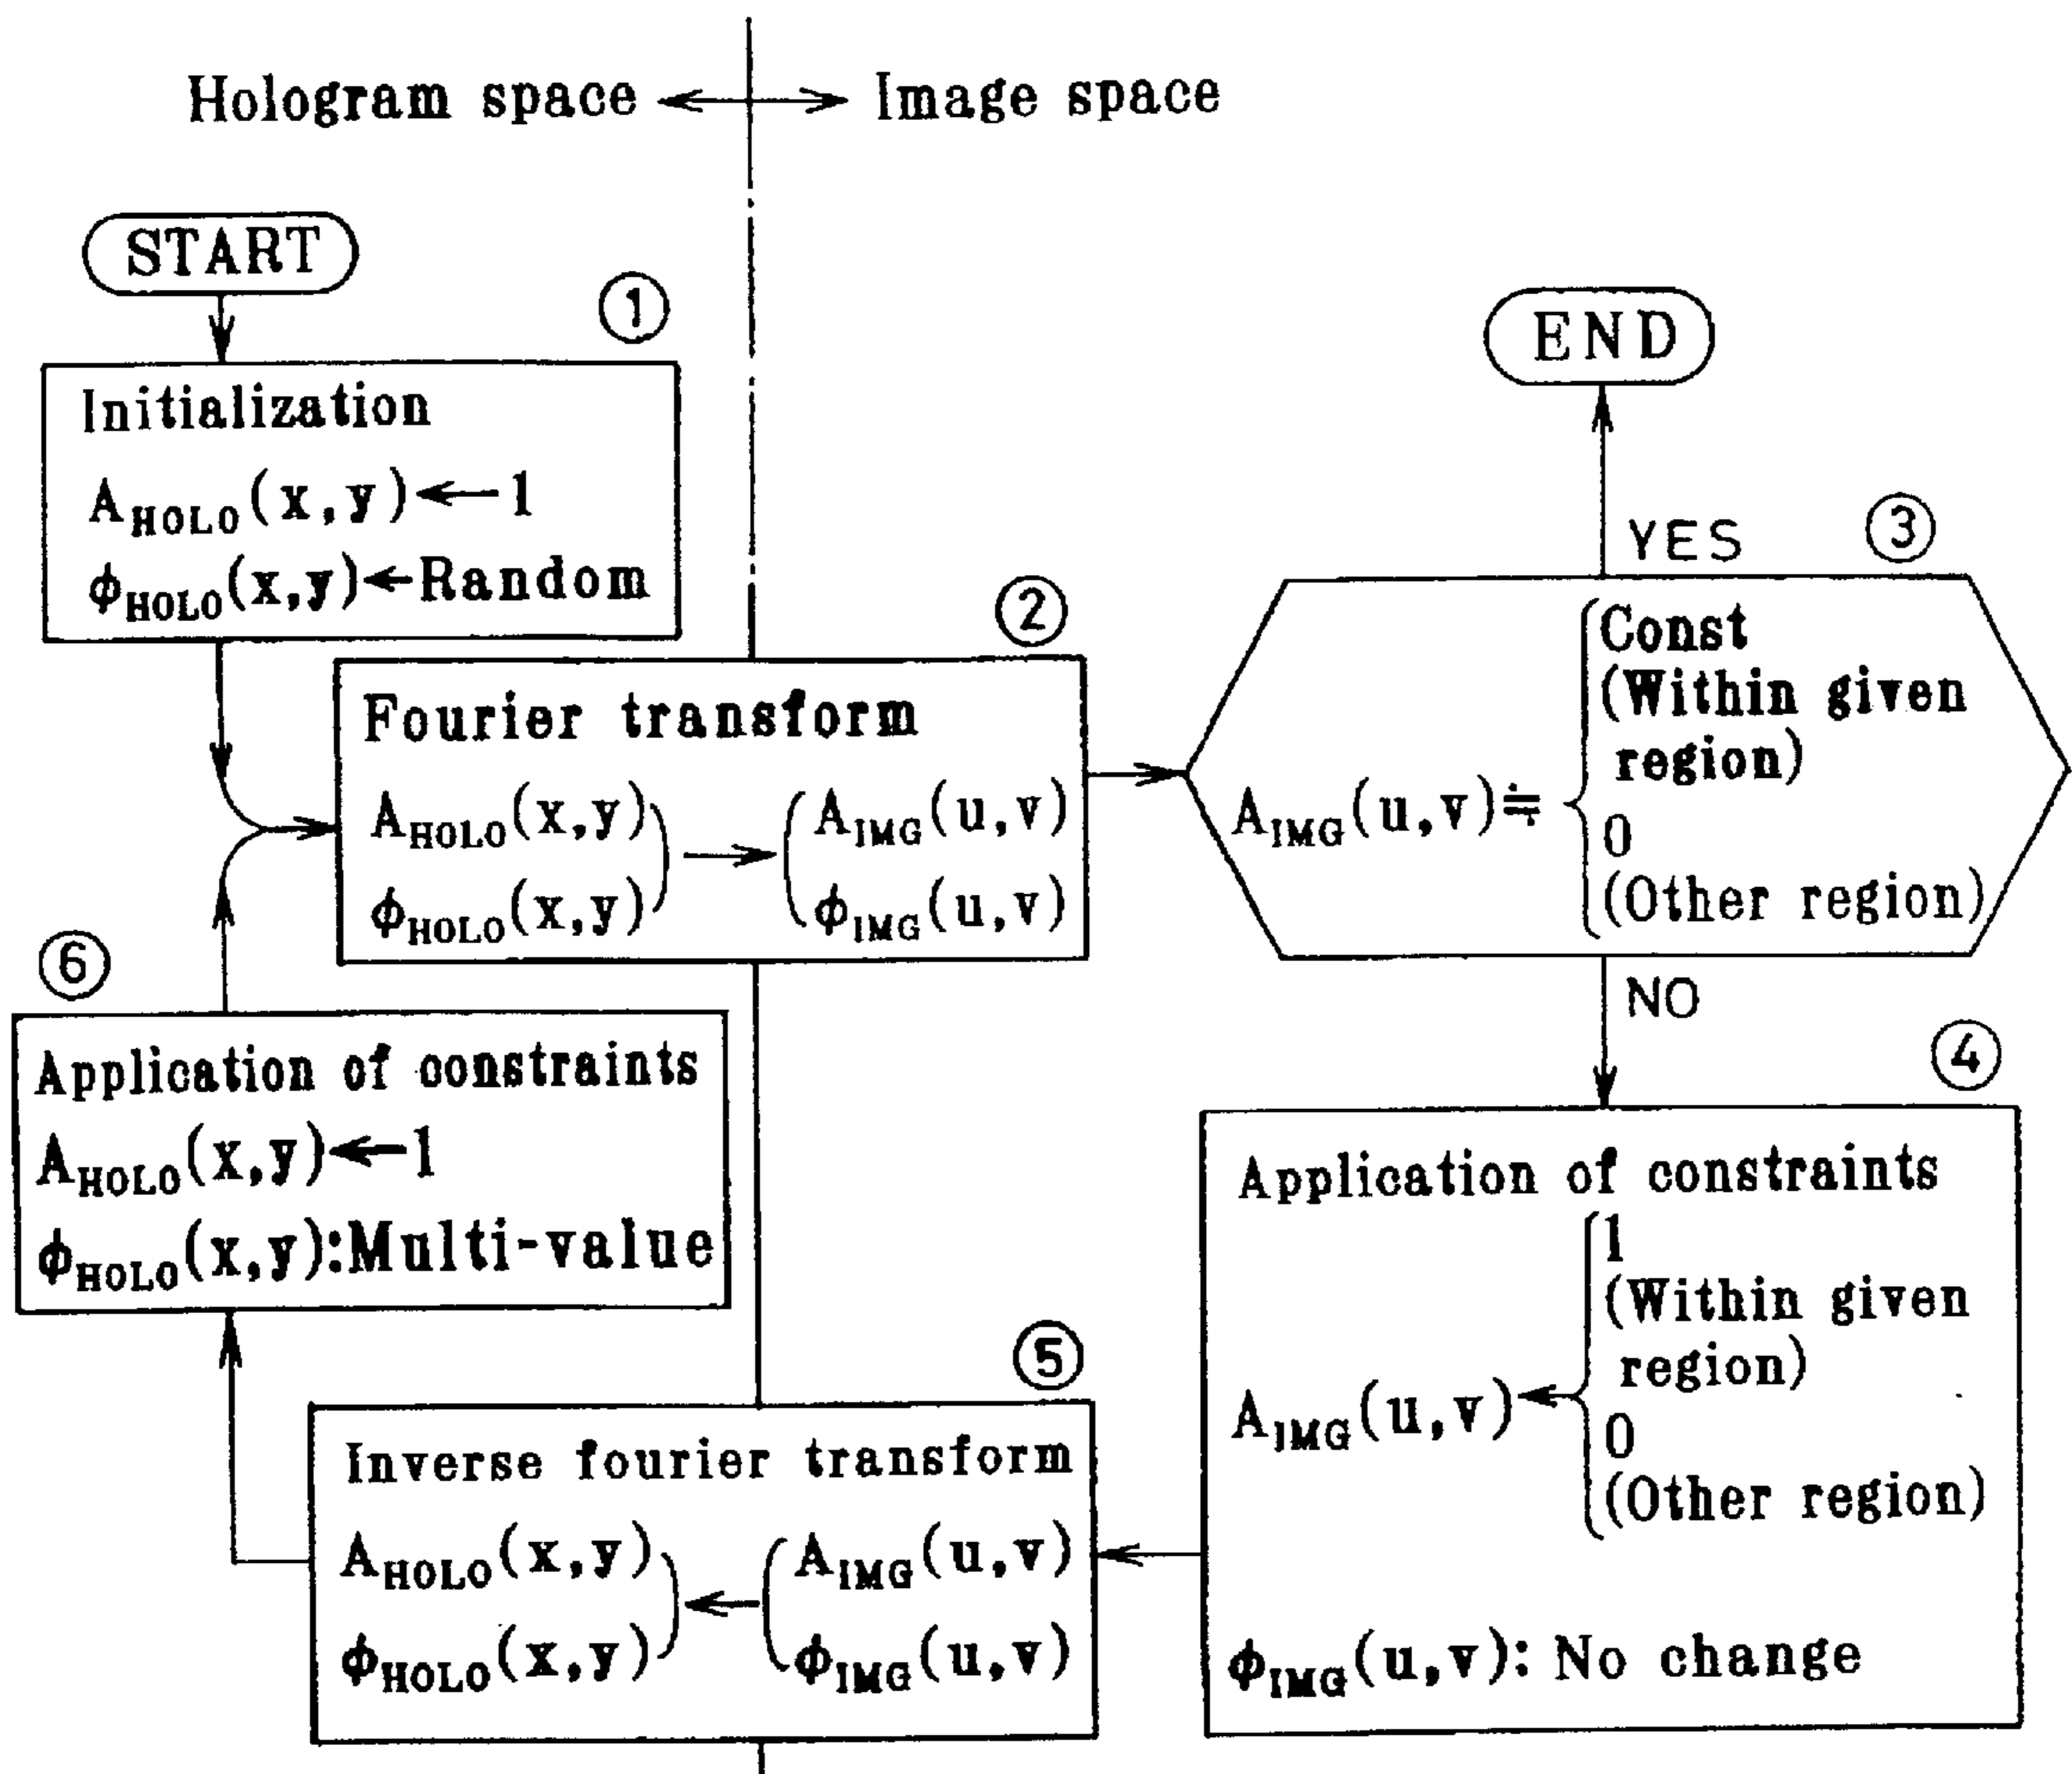 Hologram space ←→ Image space
START
①
Initialization
A_HOLO(x,y)←1
ϕ_HOLO(x,y)←Random
②
Fourier transform
A_HOLO(x,y) → A_IMG(u,v)
ϕ_HOLO(x,y) ϕ_IMG(u,v)
END
YES
③
Const
(Within given
region)
A_IMG(u,v)≒
0
(Other region)
NO
④
Application of constraints
1
(Within given
region)
A_IMG(u,v)←
0
(Other region)
ϕ_IMG(u,v): No change
⑤
Inverse fourier transform
A_HOLO(x,y) ← A_IMG(u,v)
ϕ_HOLO(x,y) ϕ_IMG(u,v)
⑥
Application of constraints
A_HOLO(x,y)←1
ϕ_HOLO(x,y):Multi-value